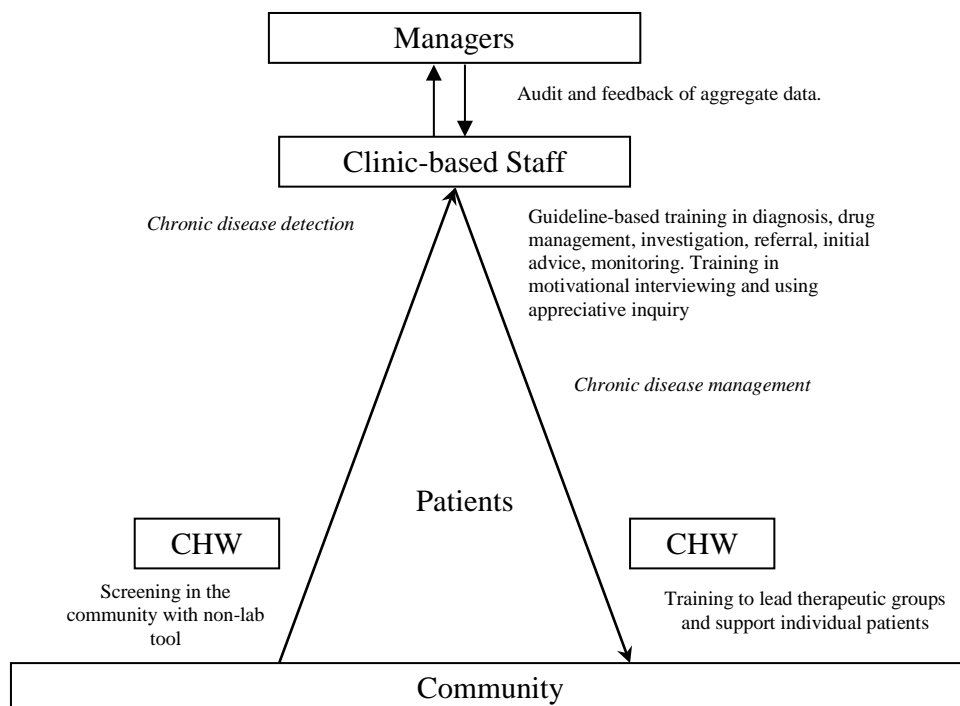 Managers
Audit and feedback of aggregate data.
Clinic-based Staff
Chronic disease detection
Guideline-based training in diagnosis, drug
management, investigation, referral, initial
advice, monitoring. Training in
motivational interviewing and using
appreciative inquiry
Chronic disease management
Patients
CHW
Screening in the
community with non-lab
tool
CHW
Training to lead therapeutic groups
and support individual patients
Community